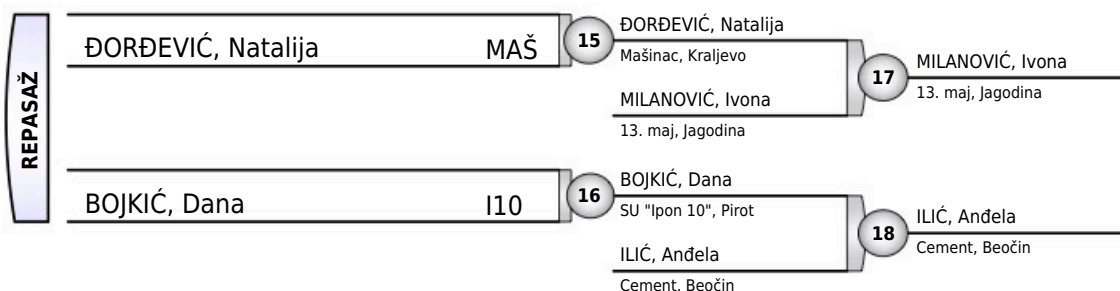 REPASAŽ
ĐORĐEVIĆ, Natalija MAŠ
15
ĐORĐEVIĆ, Natalija
Mašinac, Kraljevo
MILANOVIĆ, Ivona
13. maj, Jagodina
17
MILANOVIĆ, Ivona
13. maj, Jagodina
BOJKIĆ, Dana I10
16
BOJKIĆ, Dana
SU "Ipon 10", Pirot
ILIĆ, Anđela
Cement, Beočin
18
ILIĆ, Anđela
Cement, Beočin